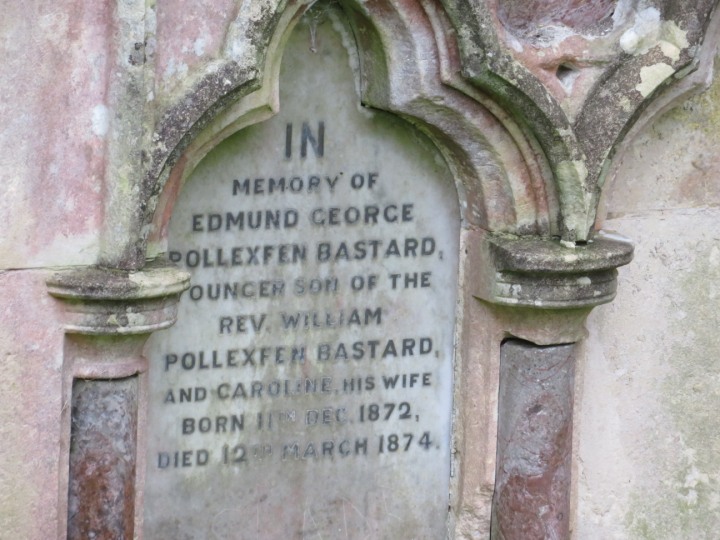 IN
MEMORY OF
EDMUND GEORGE
POLLEXFEN BASTARD,
YOUNGER SON OF THE
REV. WILLIAM
POLLEXFEN BASTARD,
AND CAROLINE, HIS WIFE
BORN 11TH DEC. 1872,
DIED 12TH MARCH 1874.